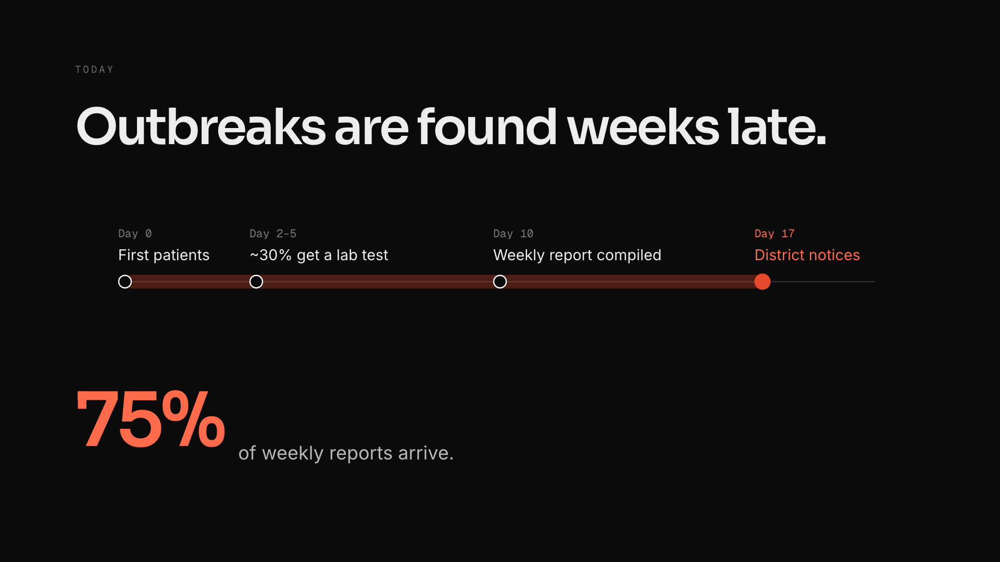 TODAY
Outbreaks are found weeks late.
Day 0
First patients
Day 2–5
~30% get a lab test
Day 10
Weekly report compiled
Day 17
District notices
75%
of weekly reports arrive.